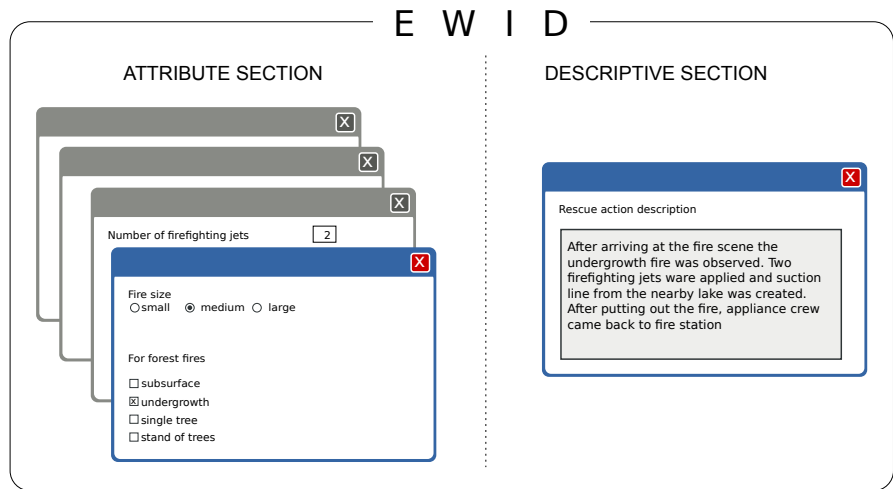 E W I D
ATTRIBUTE SECTION
X
X
X
Number of firefighting jets 2
X
Fire size
small medium large
For forest fires
subsurface
x undergrowth
single tree
stand of trees
DESCRIPTIVE SECTION
X
Rescue action description
After arriving at the fire scene the
undergrowth fire was observed. Two
firefighting jets ware applied and suction
line from the nearby lake was created.
After putting out the fire, appliance crew
came back to fire station